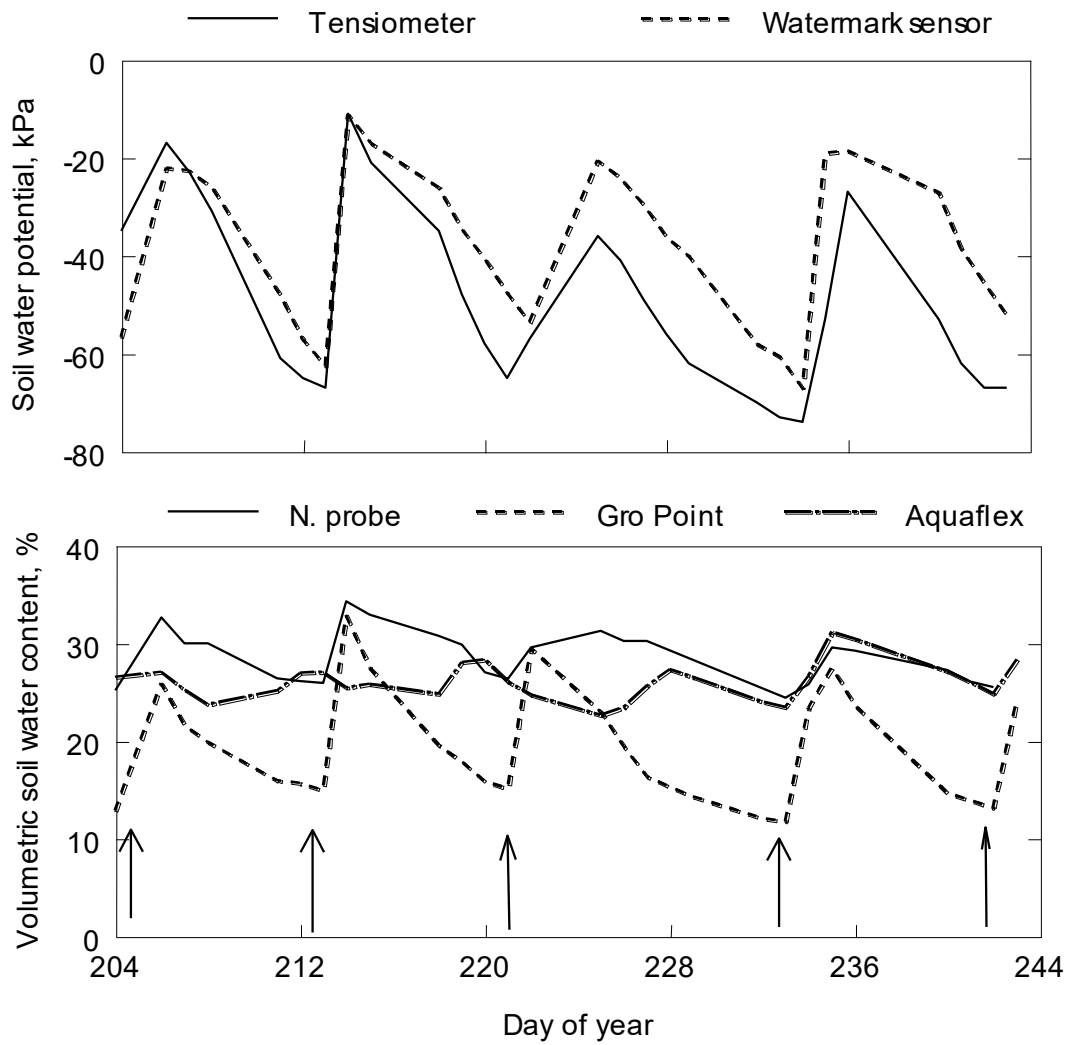 Tensiometer Watermark sensor
Soil water potential, kPa
0
-20
-40
-60
-80
N. probe Gro Point Aquaflex
Volumetric soil water content, %
40
30
20
10
0
204 212 220 228 236 244
Day of year